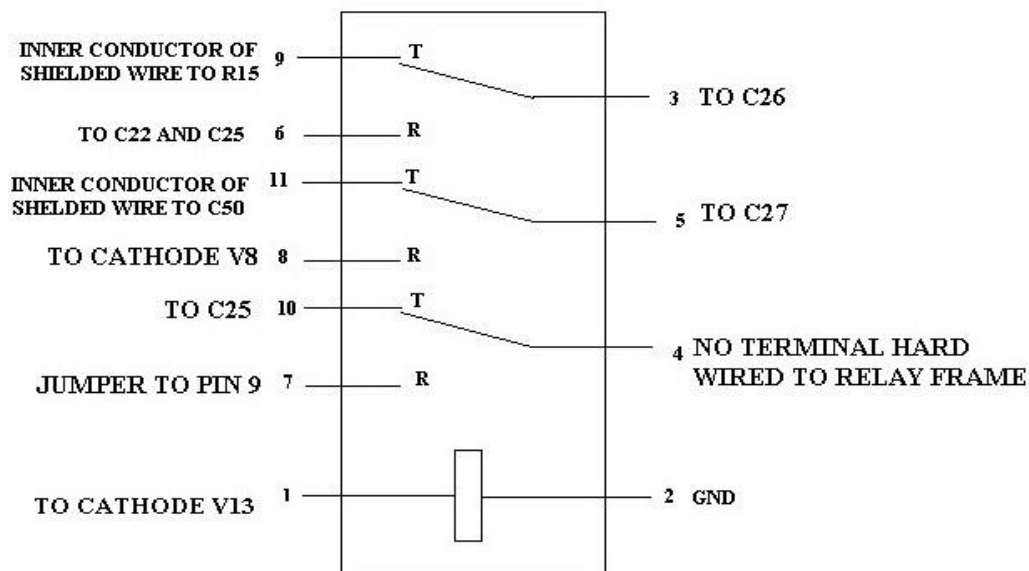 INNER CONDUCTOR OF
SHIELDED WIRE TO R15
9
T
3
TO C26
TO C22 AND C25
6
R
INNER CONDUCTOR OF
SHIELDED WIRE TO C50
11
T
5
TO C27
TO CATHODE V8
8
R
TO C25
10
T
4
NO TERMINAL HARD
WIRED TO RELAY FRAME
JUMPER TO PIN 9
7
R
TO CATHODE V13
1
2
GND